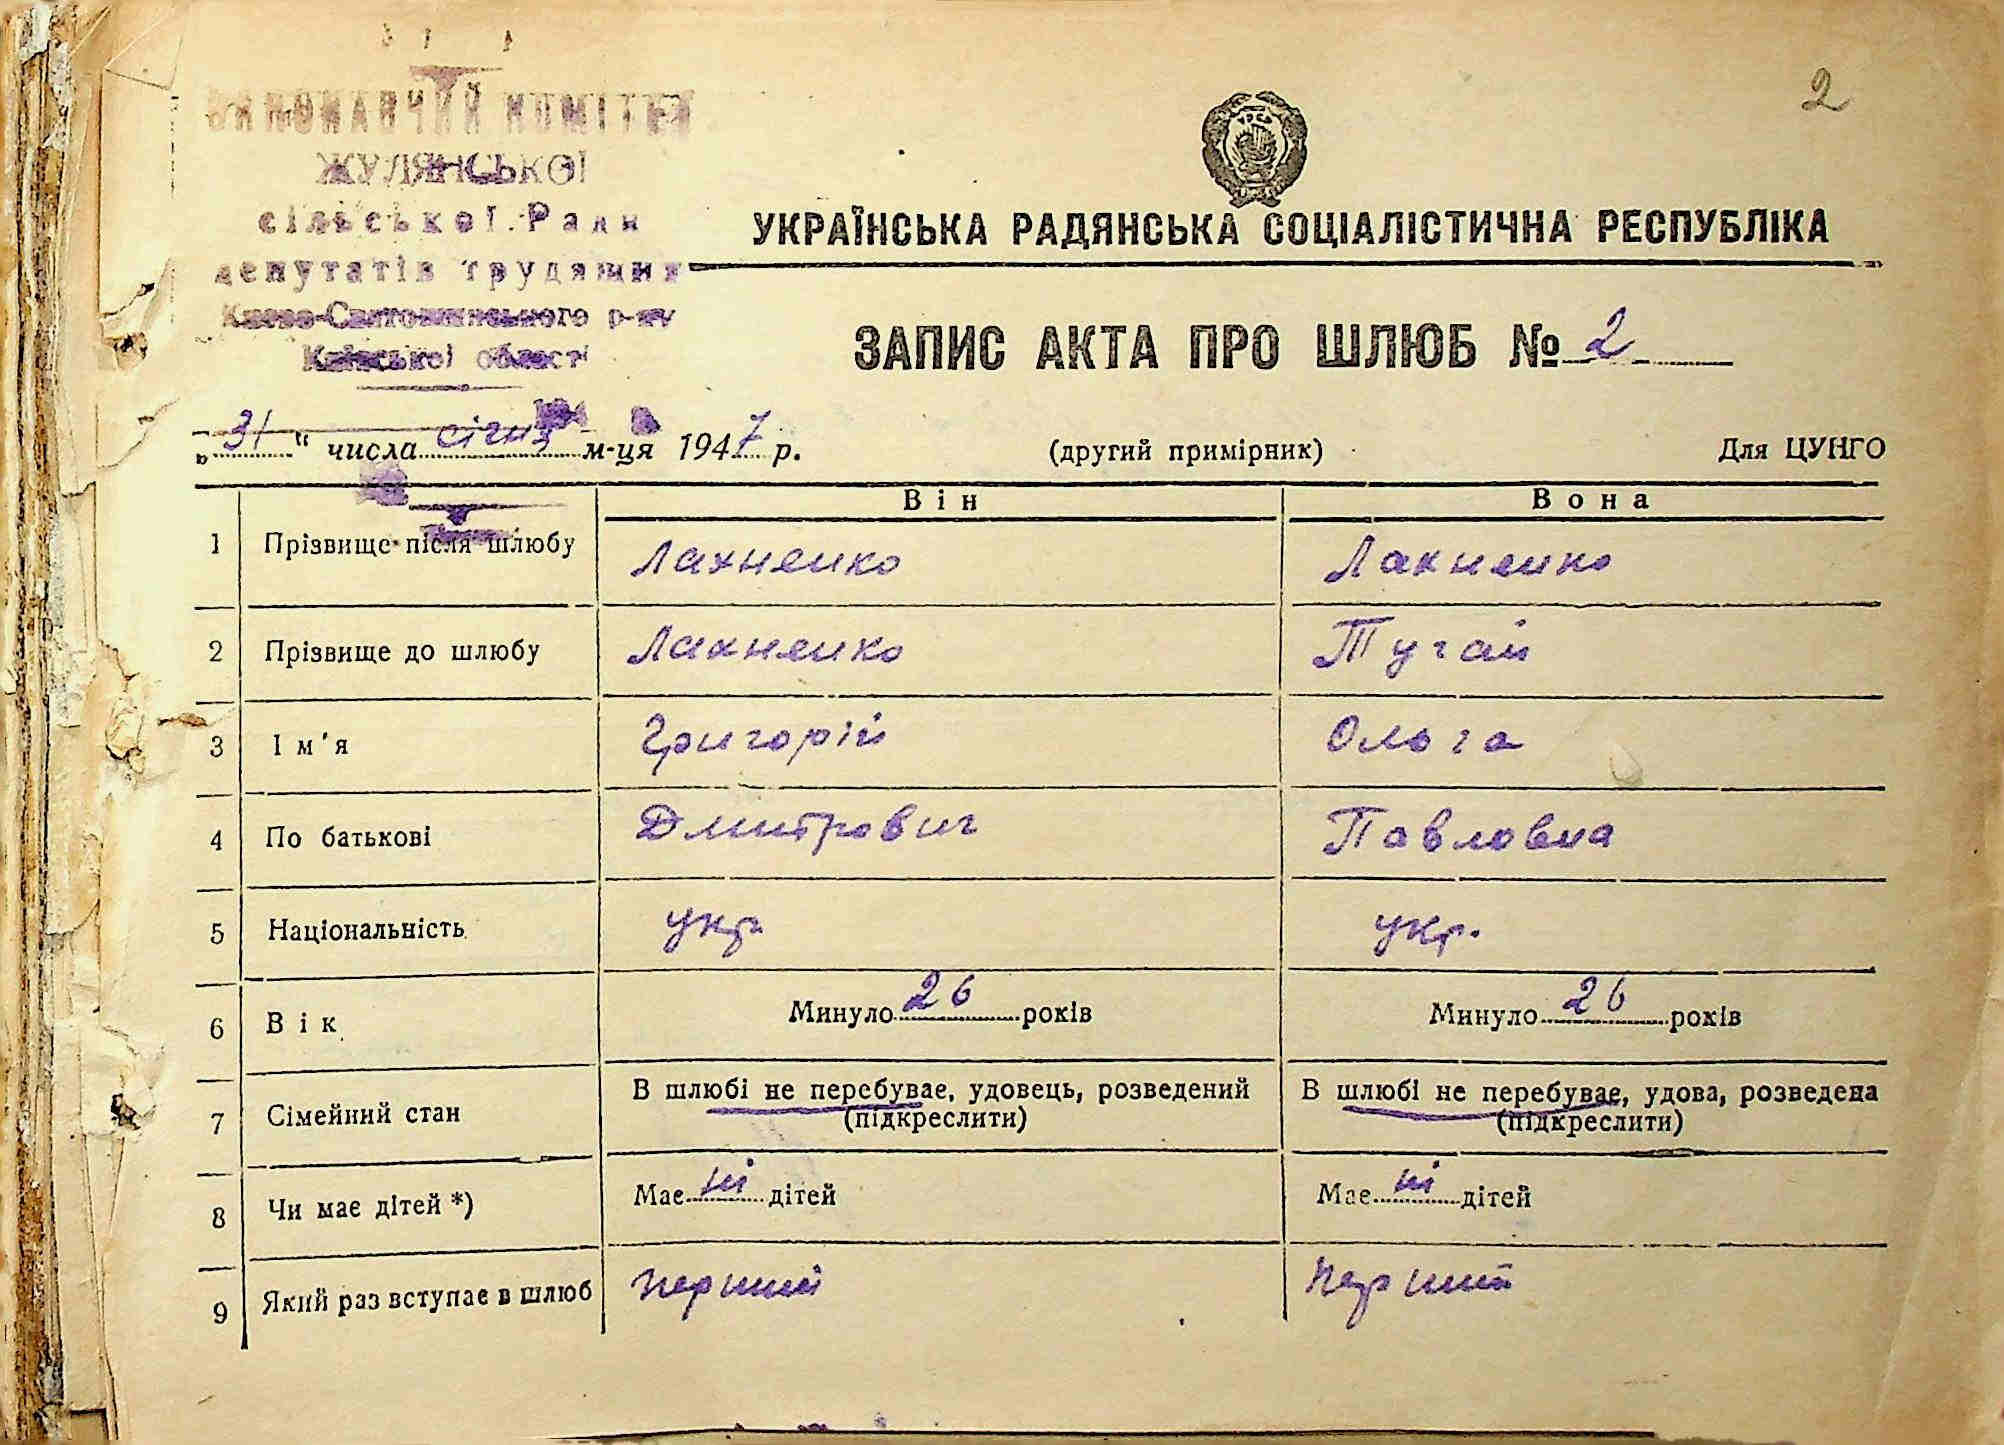 2
ВИКОНАВЧИЙ КОМІТЕТ
ЖУЛЯНСЬКОЇ
сільської Ради
депутатів трудящих
Києво-Святошинського р-ну
Київської області
УРСР
УКРАЇНСЬКА РАДЯНСЬКА СОЦІАЛІСТИЧНА РЕСПУБЛІКА
ЗАПИС АКТА ПРО ШЛЮБ № 2
„31“ числа січня м-ця 1947 р. (другий примірник) Для ЦУНГО
Він Вона
1 Прізвище після шлюбу Лахненко Лахненко
2 Прізвище до шлюбу Лахненко Тугай
3 Ім'я Григорій Ольга
4 По батькові Дмитрович Павловна
5 Національність укр. укр.
6 Вік Минуло 26 років Минуло 26 років
7 Сімейний стан В шлюбі не перебуває, удовець, розведений (підкреслити) В шлюбі не перебуває, удова, розведена (підкреслити)
8 Чи має дітей *) Має ні дітей Має ні дітей
9 Який раз вступає в шлюб перший перший